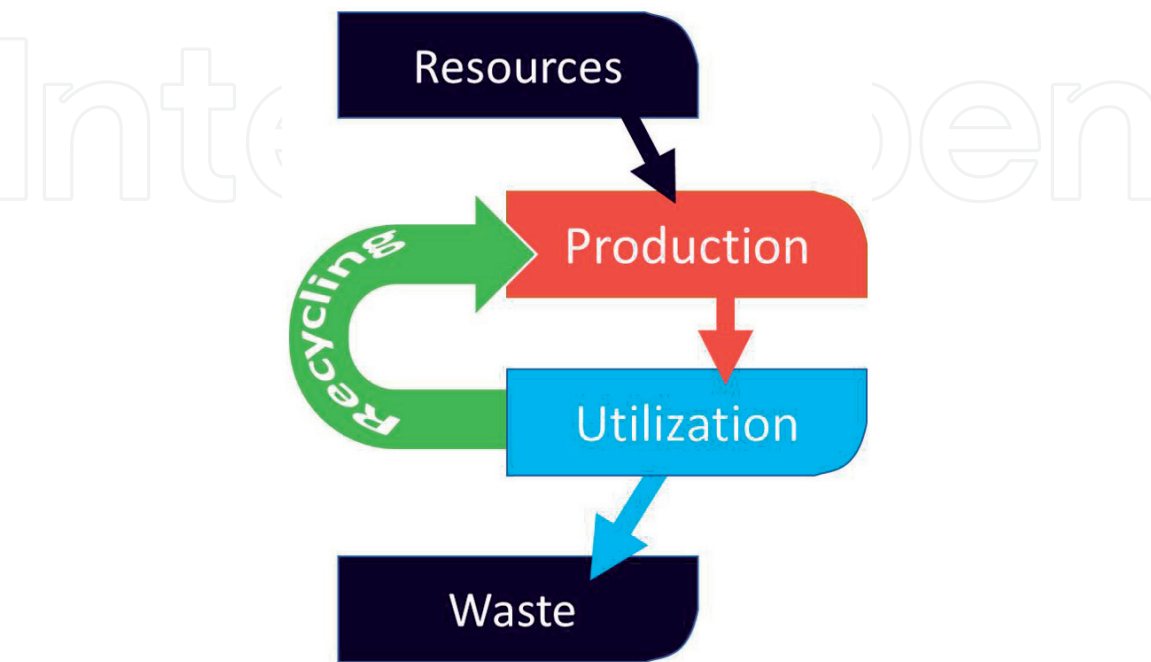 Resources
Production
Recycling
Utilization
Waste